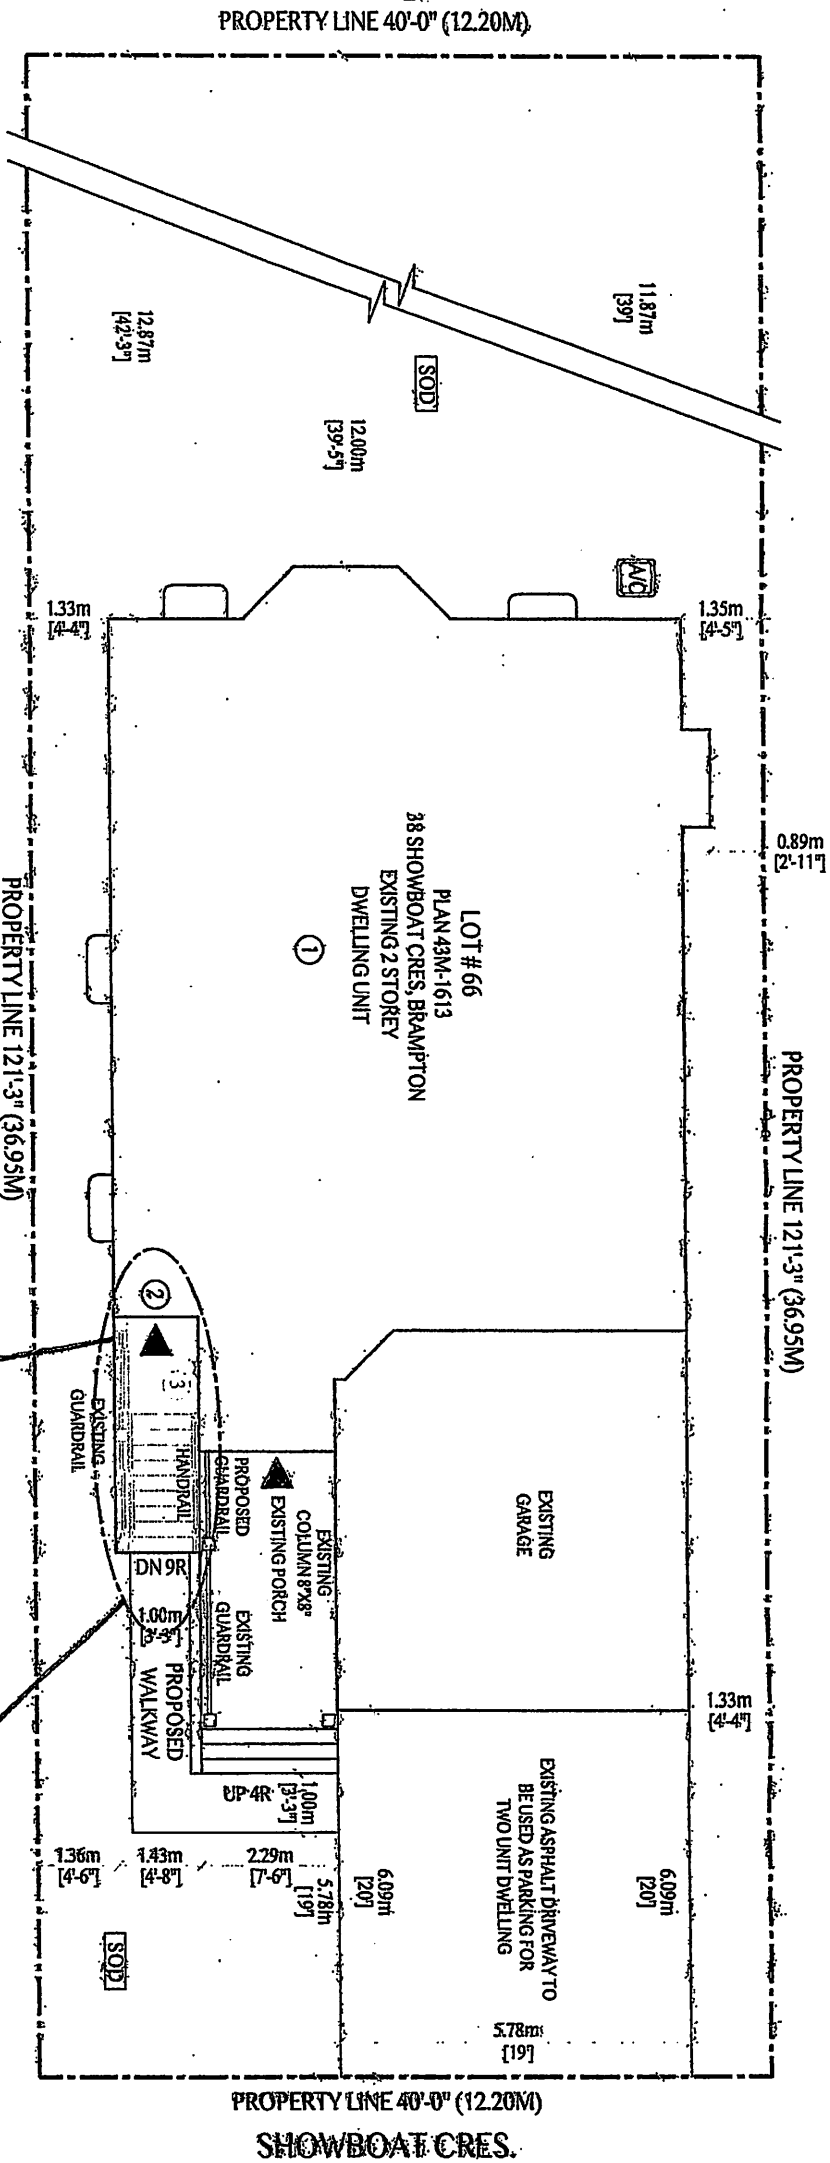 PROPERTY LINE 40'-0" (12.20M)
11.87m
[39']
12.87m
[42'-3"]
SOD
12.00m
[39'-5"]
A/C
1.33m
[4'-4"]
1.35m
[4'-5"]
0.89m
[2'-11"]
LOT # 66
PLAN 43M-1613
38 SHOWBOAT CRES, BRAMPTON
EXISTING 2 STOREY
DWELLING UNIT
1
PROPERTY LINE 121'-3" (36.95M)
PROPERTY LINE 121'-3" (36.95M)
2
3
EXISTING
GUARDRAIL
HANDRAIL
PROPOSED
GUARDRAIL
EXISTING PORCH
EXISTING
COLUMN 8"X8"
EXISTING
GARAGE
DN 9R
1.00m
[3'-3"]
EXISTING
GUARDRAIL
PROPOSED
WALKWAY
1.33m
[4'-4"]
UP 4R
1.00m
[3'-3"]
EXISTING ASPHALT DRIVEWAY TO
BE USED AS PARKING FOR
TWO UNIT DWELLING
1.36m
[4'-6"]
1.43m
[4'-8"]
2.29m
[7'-6"]
5.78m
[19']
6.09m
[20']
6.09m
[20']
SOD
5.78m
[19']
PROPERTY LINE 40'-0" (12.20M)
SHOWBOAT CRES.